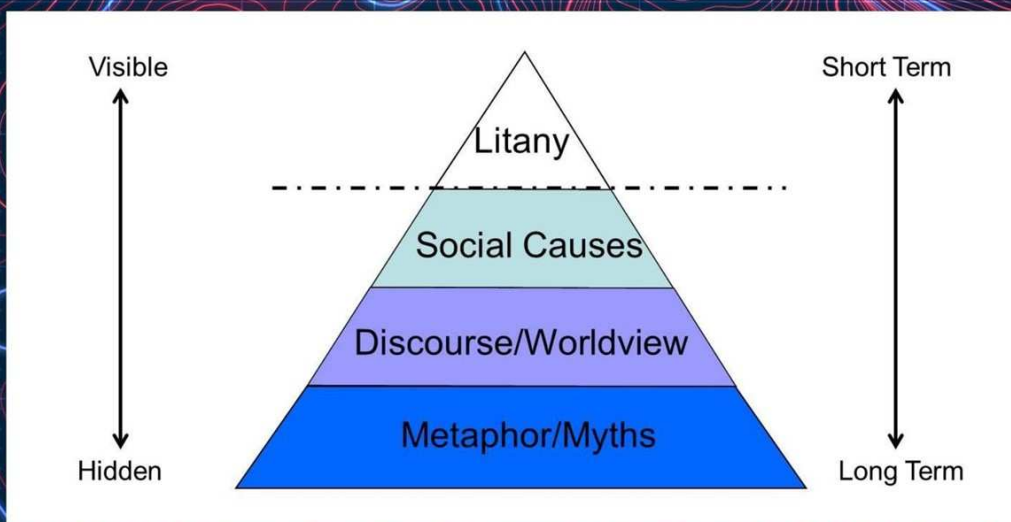 Visible
Short Term
Litany
Social Causes
Discourse/Worldview
Metaphor/Myths
Hidden
Long Term